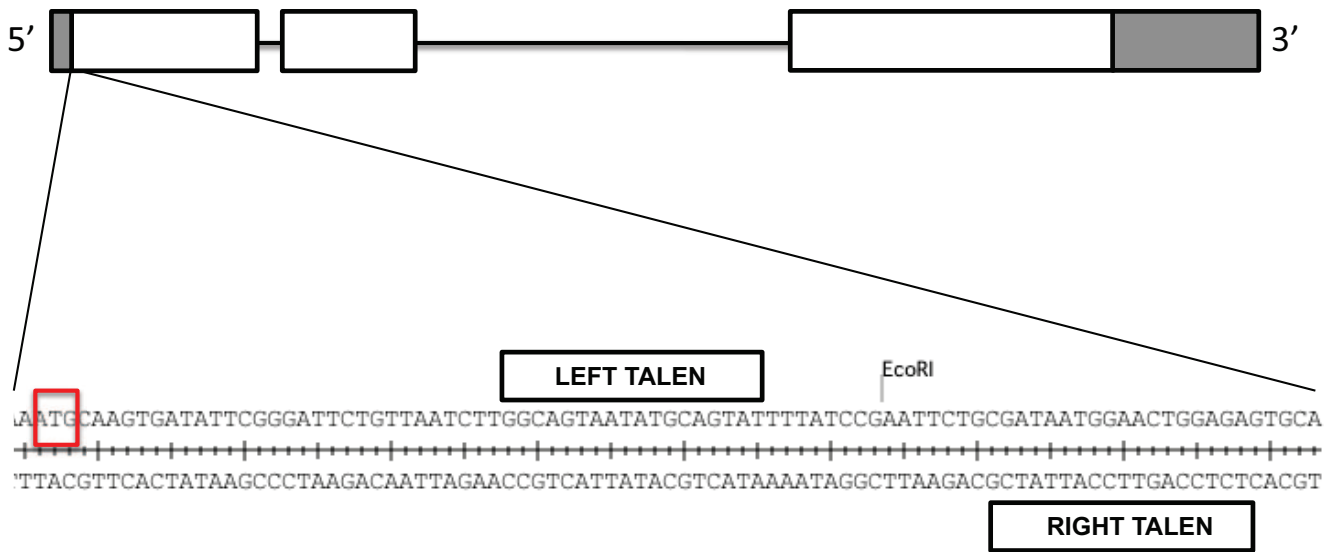 5’ 3’
LEFT TALEN
EcoRI
AATGCAAGTGATATTCGGGATTCTGTTAATCTTGGCAGTAATATGCAGTATTTTATCCGAATTCTGCGATAATGGAACTGGAGAGTGCA
TTACGTTCACTATAAGCCCTAAGACAATTAGAACCGTCATTATACGTCATAAAATAGGCTTAAGACGCTATTACCTTGACCTCTCACGT
RIGHT TALEN